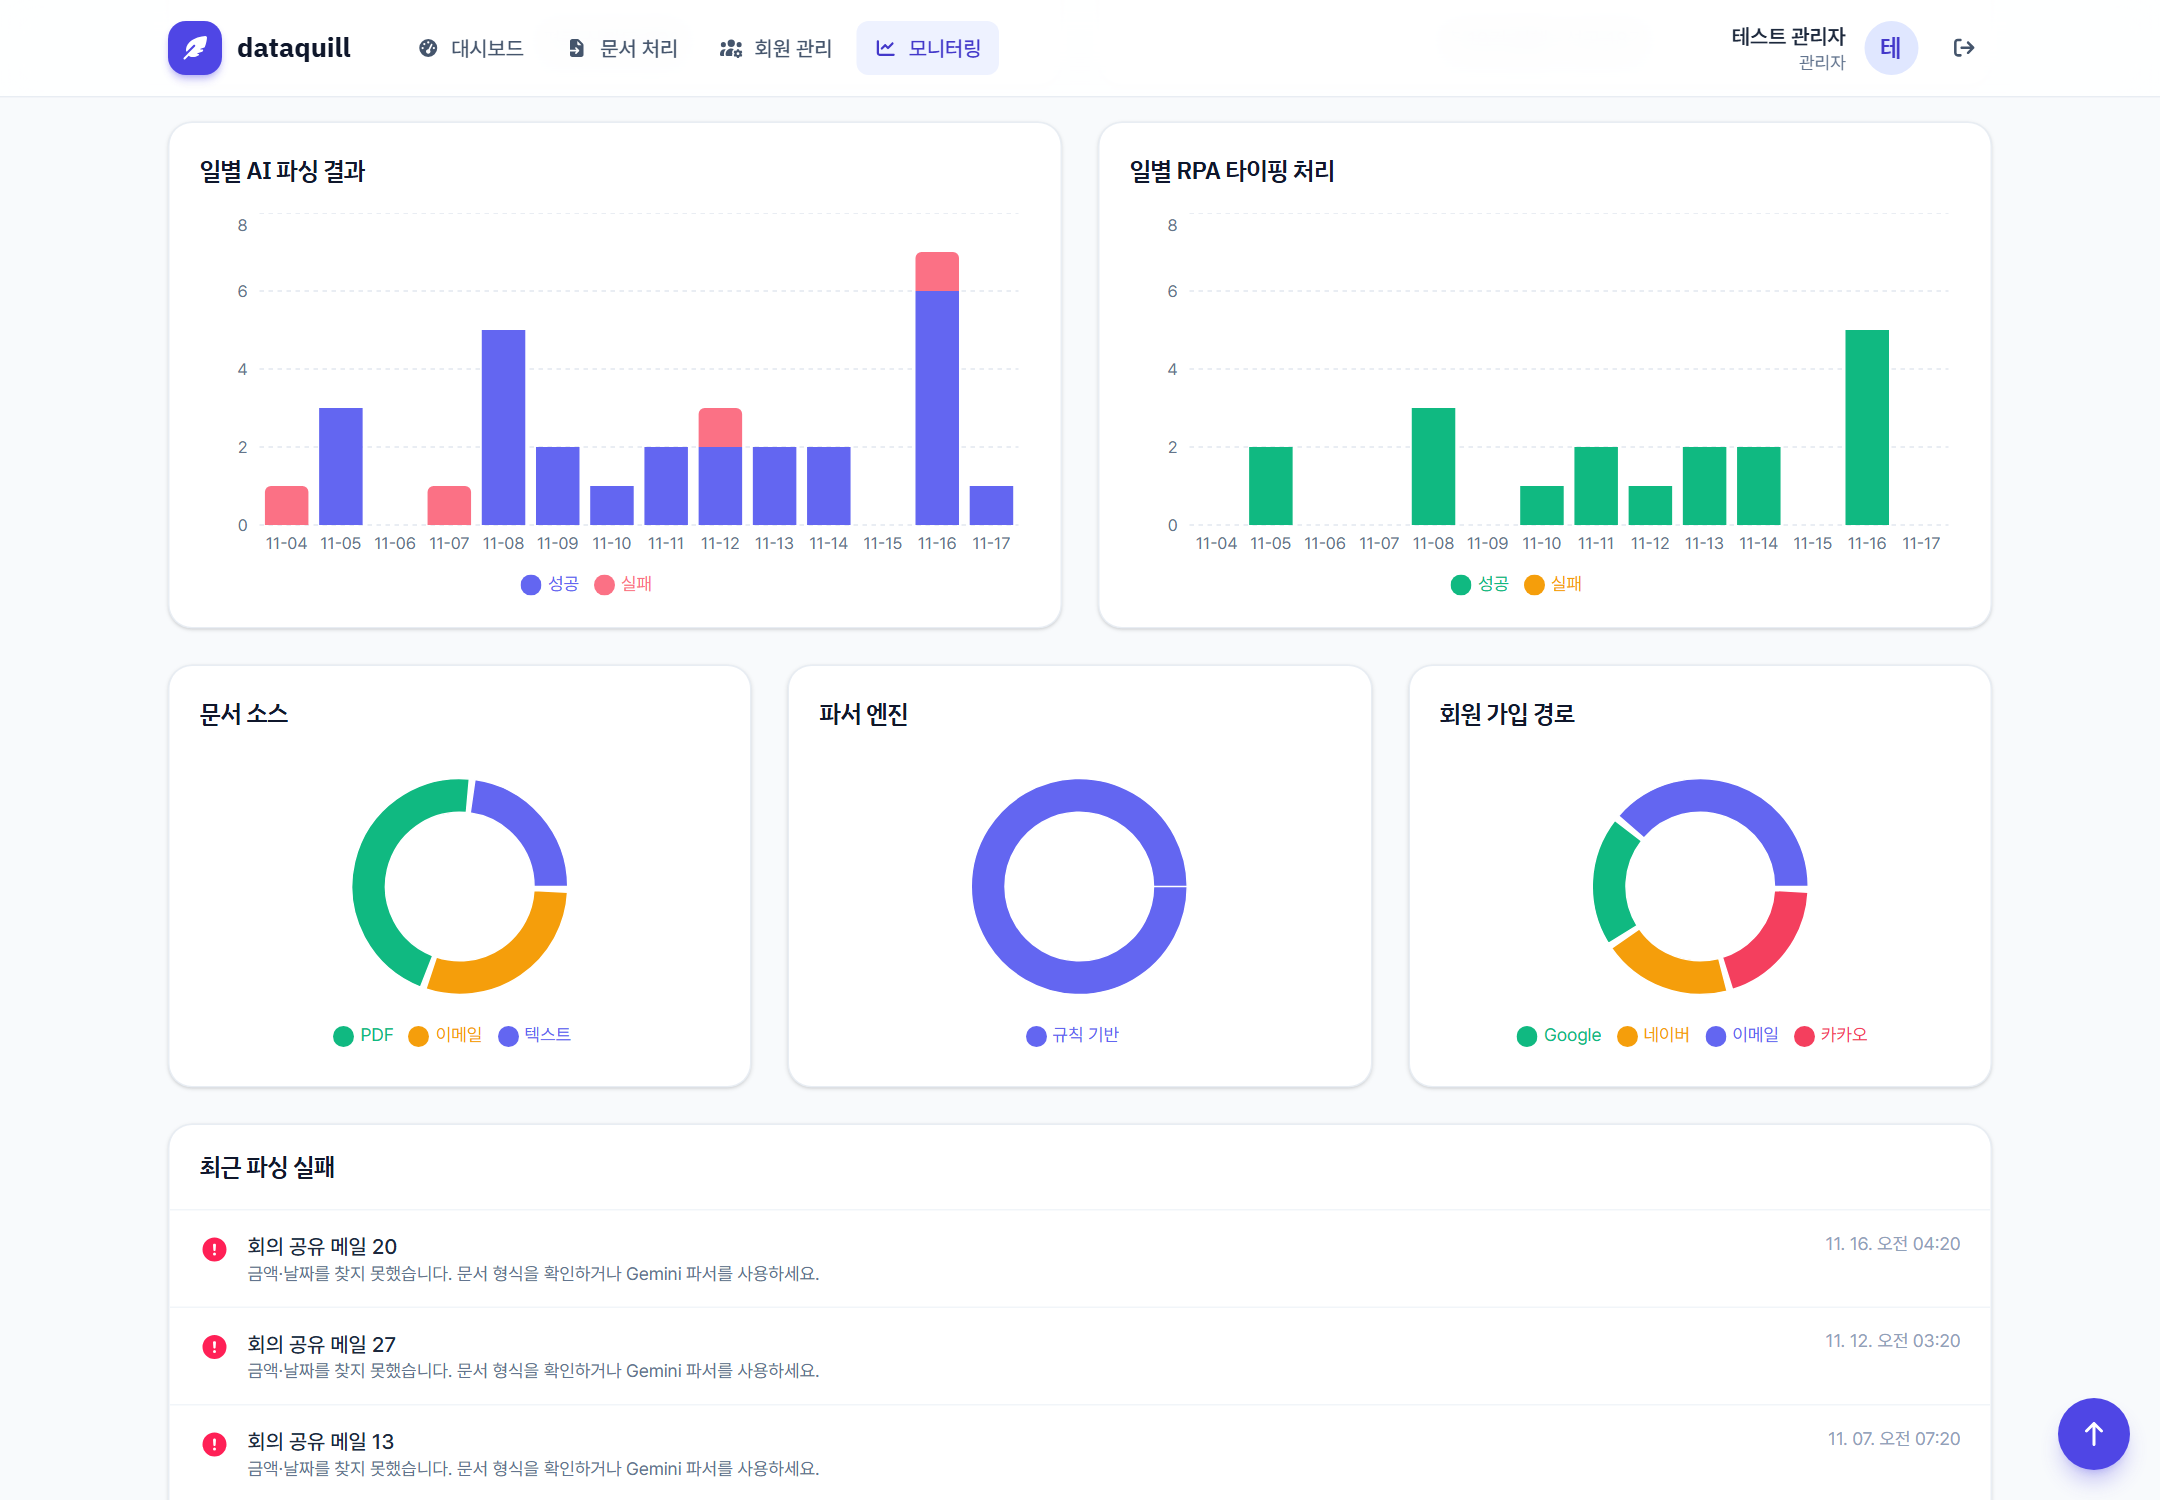 dataquill
대시보드
문서 처리
회원 관리
모니터링
테스트 관리자
관리자
테
일별 AI 파싱 결과
8
6
4
2
0
11-04 11-05 11-06 11-07 11-08 11-09 11-10 11-11 11-12 11-13 11-14 11-15 11-16 11-17
성공 실패
일별 RPA 타이핑 처리
8
6
4
2
0
11-04 11-05 11-06 11-07 11-08 11-09 11-10 11-11 11-12 11-13 11-14 11-15 11-16 11-17
성공 실패
문서 소스
PDF 이메일 텍스트
파서 엔진
규칙 기반
회원 가입 경로
Google 네이버 이메일 카카오
최근 파싱 실패
회의 공유 메일 20
11. 16. 오전 04:20
금액·날짜를 찾지 못했습니다. 문서 형식을 확인하거나 Gemini 파서를 사용하세요.
회의 공유 메일 27
11. 12. 오전 03:20
금액·날짜를 찾지 못했습니다. 문서 형식을 확인하거나 Gemini 파서를 사용하세요.
회의 공유 메일 13
11. 07. 오전 07:20
금액·날짜를 찾지 못했습니다. 문서 형식을 확인하거나 Gemini 파서를 사용하세요.